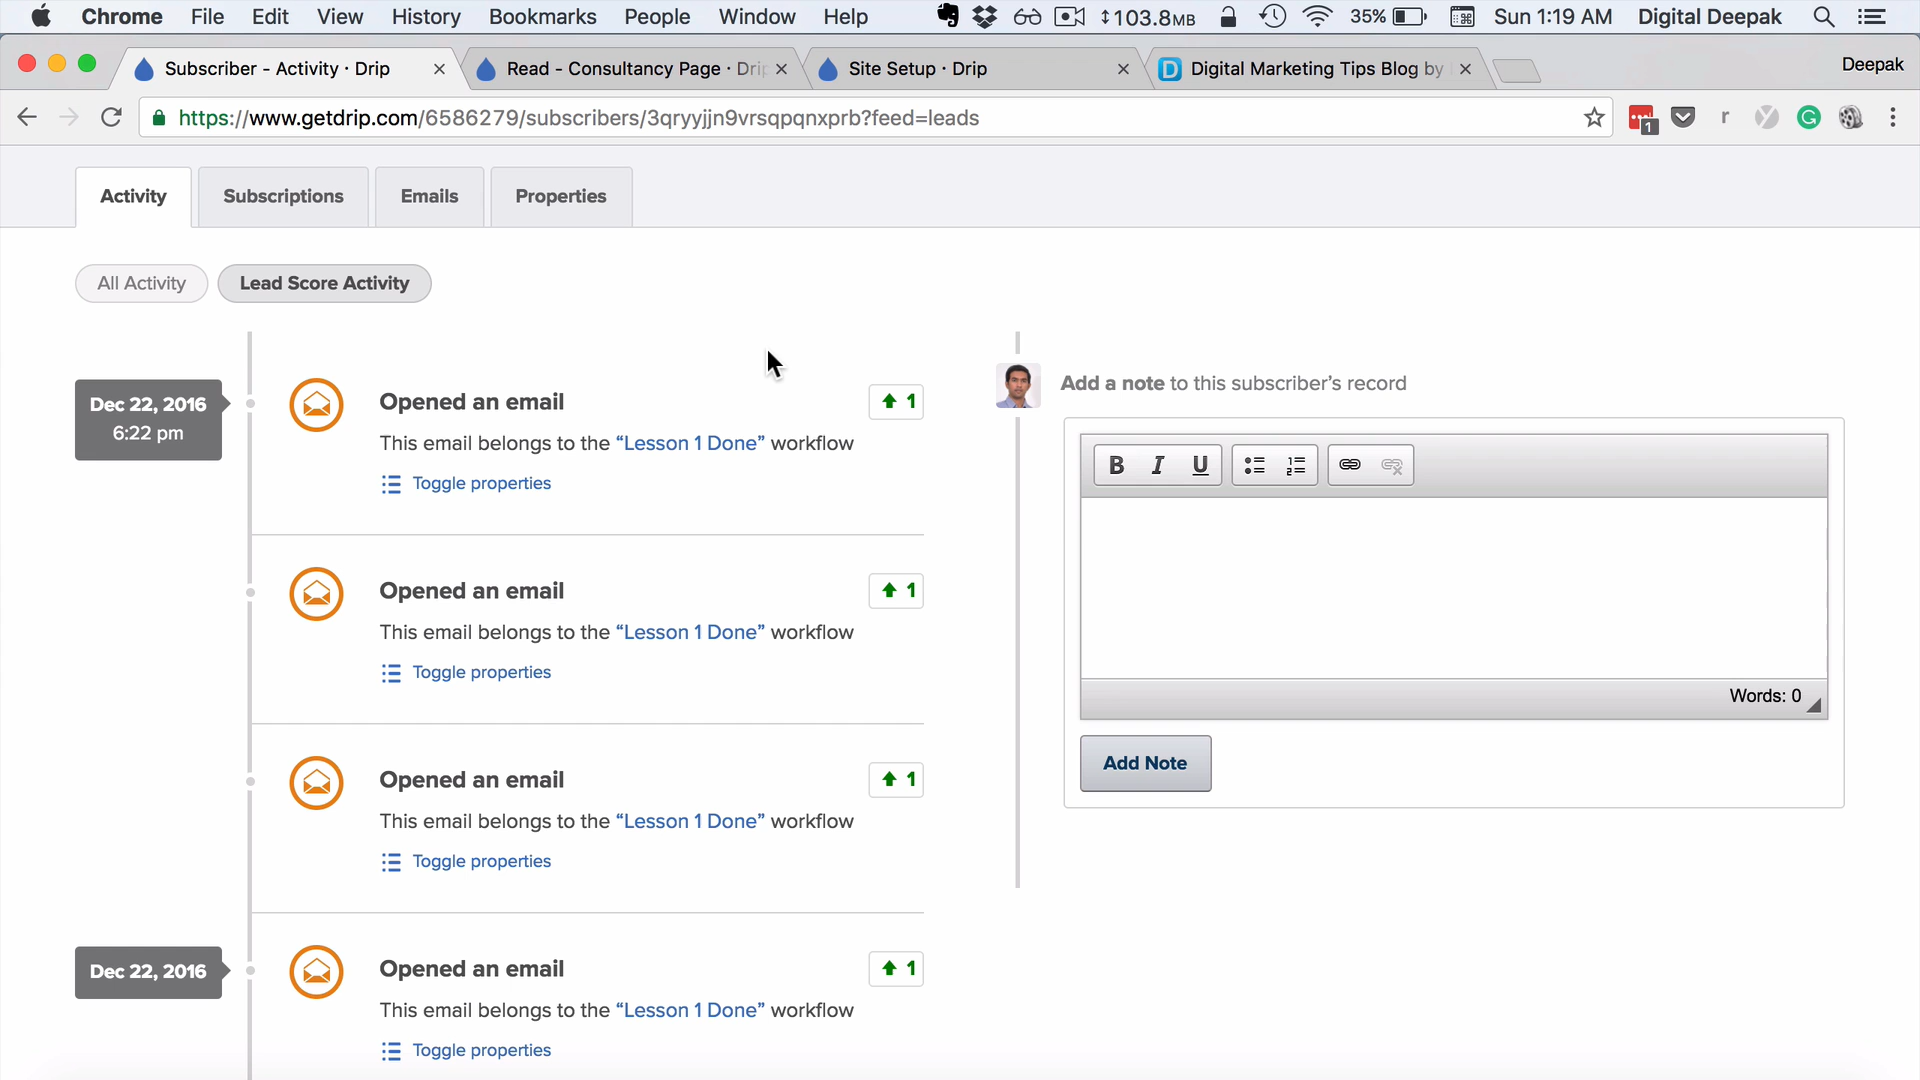 Chrome File Edit View History Bookmarks People Window Help 103.8MB 35% Sun 1:19 AM Digital Deepak
Subscriber - Activity · Drip
Read - Consultancy Page · Drip
Site Setup · Drip
Digital Marketing Tips Blog by
Deepak
https://www.getdrip.com/6586279/subscribers/3qryyjjn9vrsqpqnxprb?feed=leads
1
r
Activity Subscriptions Emails Properties
All Activity Lead Score Activity
Dec 22, 2016
6:22 pm
Opened an email
1
This email belongs to the “Lesson 1 Done” workflow
Toggle properties
Opened an email
1
This email belongs to the “Lesson 1 Done” workflow
Toggle properties
Opened an email
1
This email belongs to the “Lesson 1 Done” workflow
Toggle properties
Dec 22, 2016
Opened an email
1
This email belongs to the “Lesson 1 Done” workflow
Toggle properties
Add a note to this subscriber’s record
B I U
Words: 0
Add Note